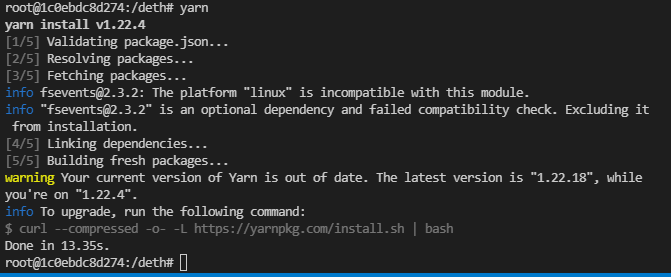 root@1c0ebdc8d274:/deth# yarn
yarn install v1.22.4
[1/5] Validating package.json...
[2/5] Resolving packages...
[3/5] Fetching packages...
info fsevents@2.3.2: The platform "linux" is incompatible with this module.
info "fsevents@2.3.2" is an optional dependency and failed compatibility check. Excluding it
 from installation.
[4/5] Linking dependencies...
[5/5] Building fresh packages...
warning Your current version of Yarn is out of date. The latest version is "1.22.18", while
you're on "1.22.4".
info To upgrade, run the following command:
$ curl --compressed -o- -L https://yarnpkg.com/install.sh | bash
Done in 13.35s.
root@1c0ebdc8d274:/deth#